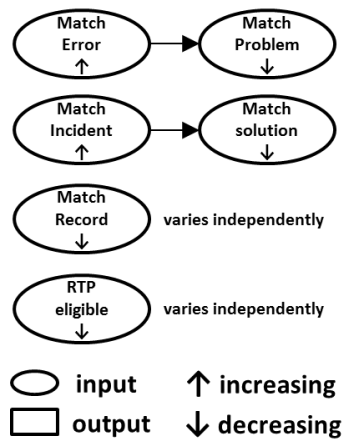 Match
Error
↑
Match
Problem
↓
Match
Incident
↑
Match
solution
↓
Match
Record
↓
varies independently
RTP
eligible
↓
varies independently
input
↑ increasing
output
↓ decreasing